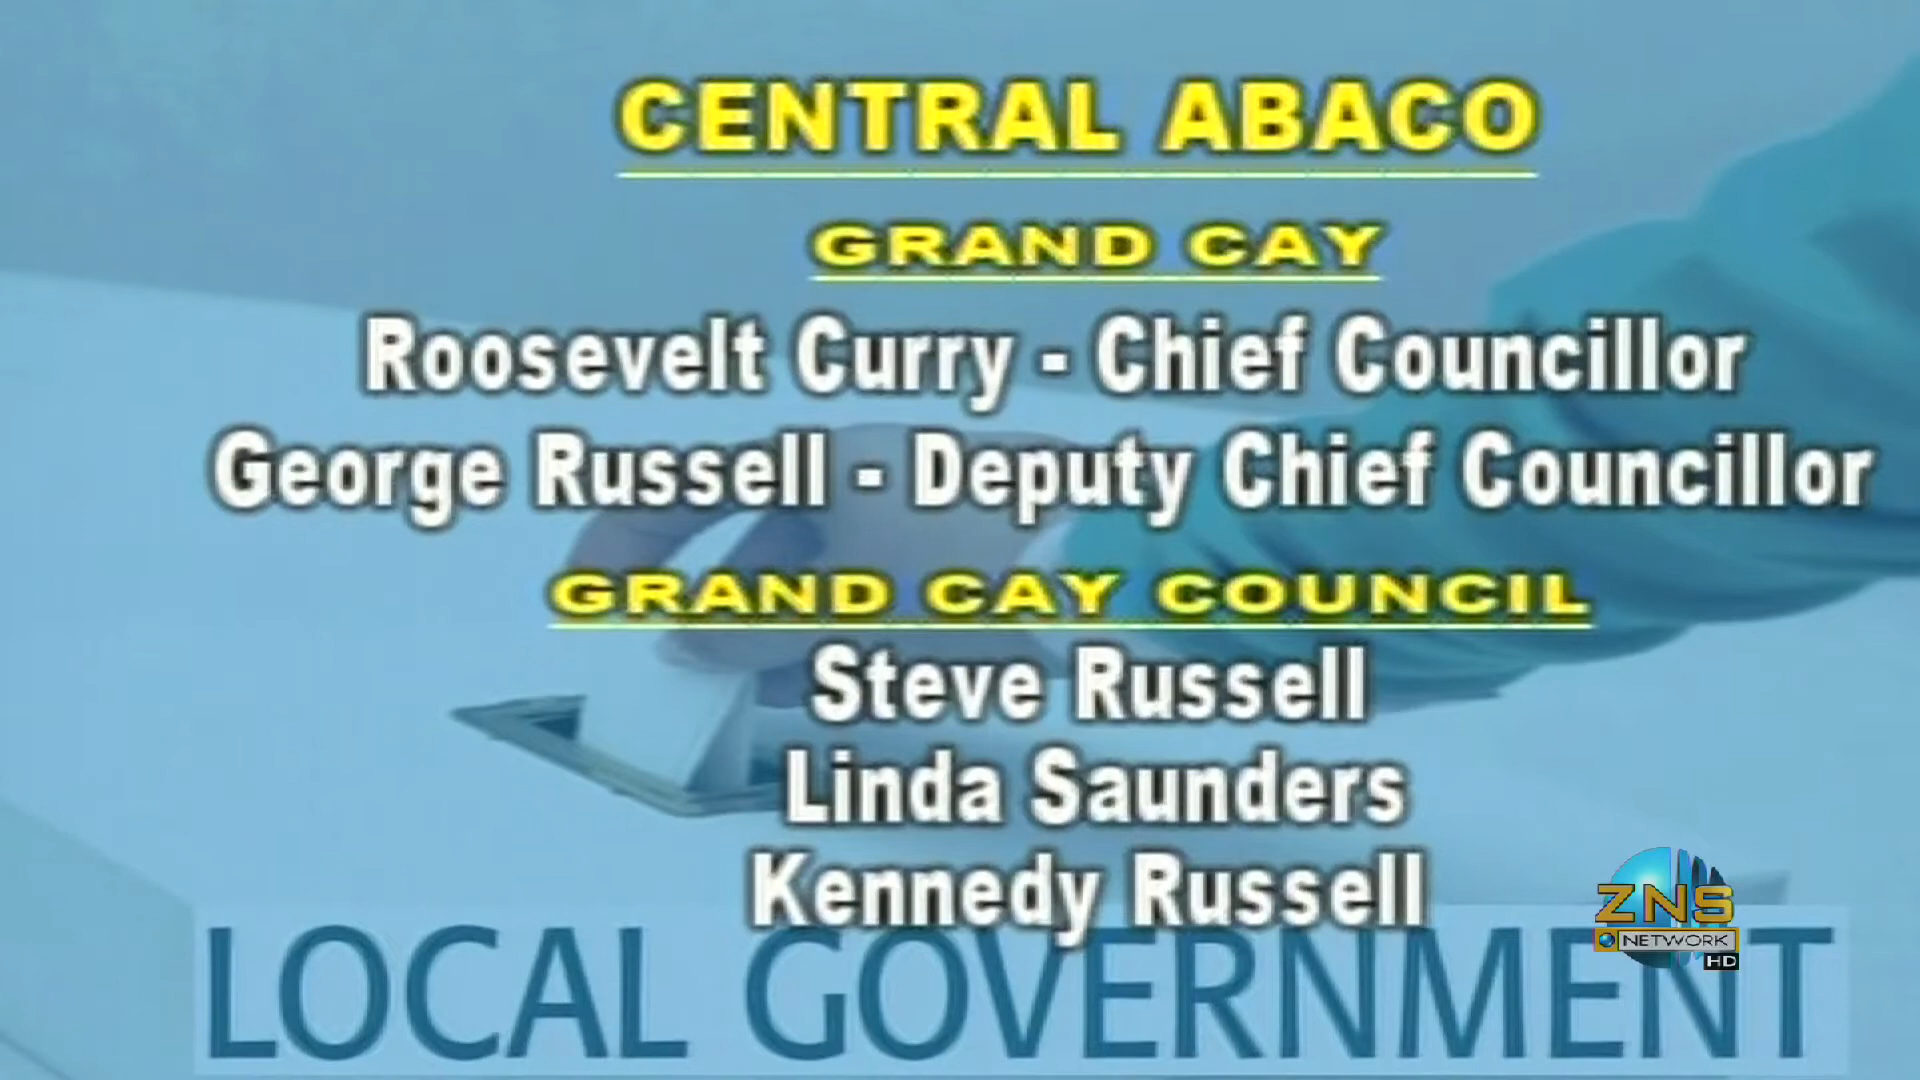 CENTRAL ABACO
GRAND CAY
Roosevelt Curry - Chief Councillor
George Russell - Deputy Chief Councillor
GRAND CAY COUNCIL
Steve Russell
Linda Saunders
Kennedy Russell
LOCAL GOVERNMENT
ZNS
NETWORK
HD